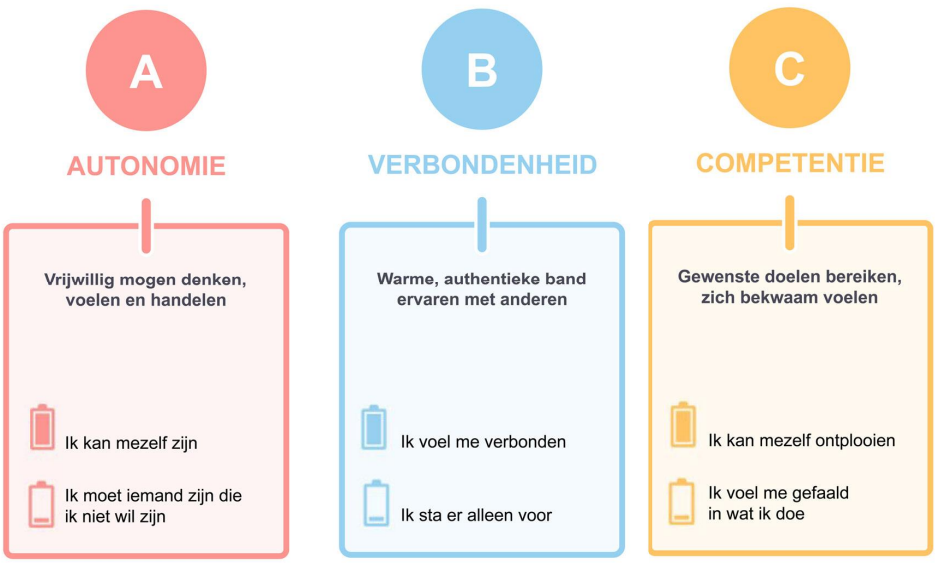 A
AUTONOMIE
Vrijwillig mogen denken,
voelen en handelen
Ik kan mezelf zijn
Ik moet iemand zijn die
ik niet wil zijn
B
VERBONDENHEID
Warme, authentieke band
ervaren met anderen
Ik voel me verbonden
Ik sta er alleen voor
C
COMPETENTIE
Gewenste doelen bereiken,
zich bekwaam voelen
Ik kan mezelf ontplooien
Ik voel me gefaald
in wat ik doe